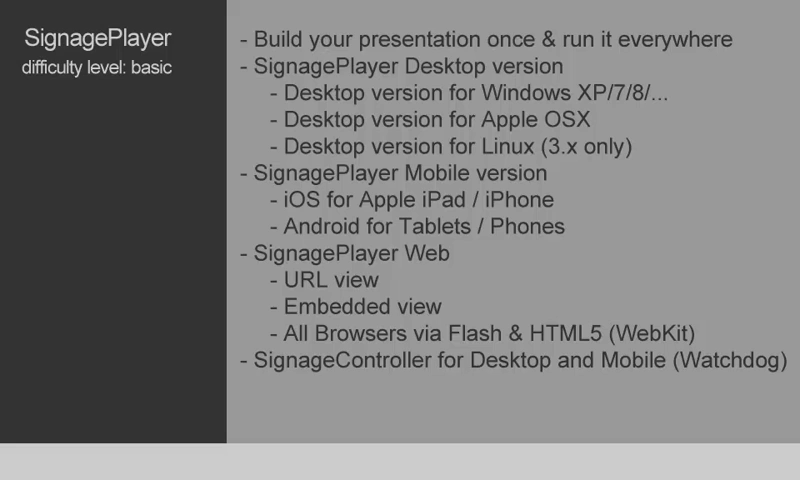 SignagePlayer
difficulty level: basic
- Build your presentation once & run it everywhere
- SignagePlayer Desktop version
- Desktop version for Windows XP/7/8/...
- Desktop version for Apple OSX
- Desktop version for Linux (3.x only)
- SignagePlayer Mobile version
- iOS for Apple iPad / iPhone
- Android for Tablets / Phones
- SignagePlayer Web
- URL view
- Embedded view
- All Browsers via Flash & HTML5 (WebKit)
- SignageController for Desktop and Mobile (Watchdog)